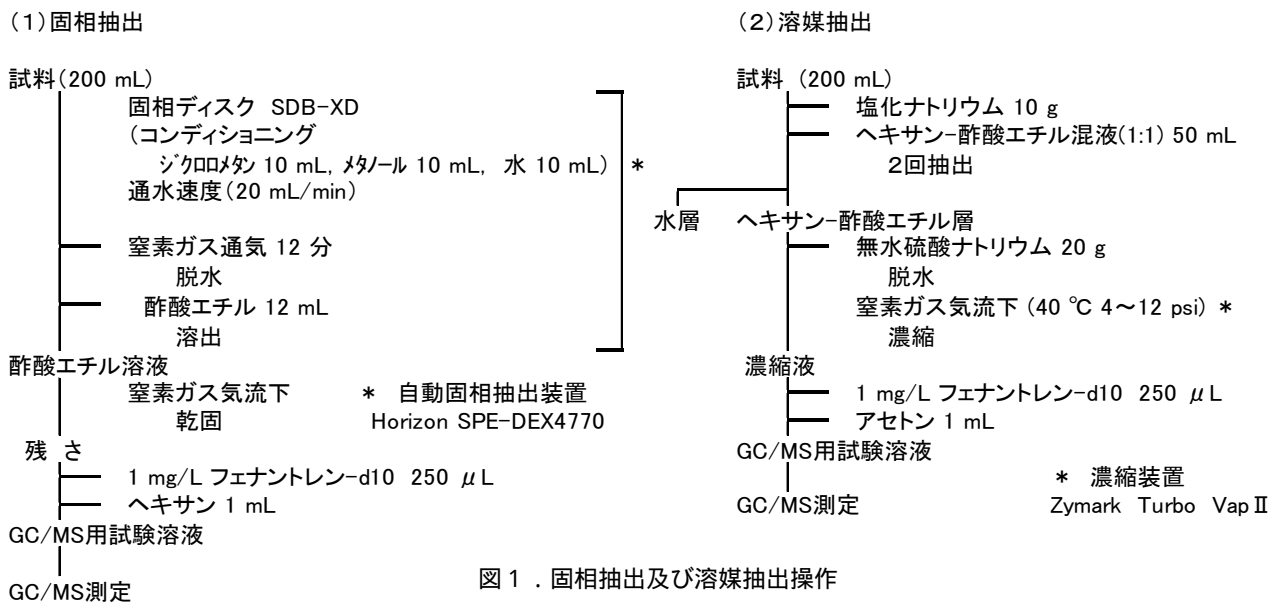 (1)固相抽出
試料(200 mL)
固相ディスク SDB-XD
(コンディショニング
ジクロロメタン 10 mL, メタノール 10 mL, 水 10 mL) *
通水速度(20 mL/min)
窒素ガス通気 12 分
脱水
酢酸エチル 12 mL
溶出
酢酸エチル溶液
窒素ガス気流下
乾固
* 自動固相抽出装置
Horizon SPE-DEX4770
残 さ
1 mg/L フェナントレン-d10 250 μL
ヘキサン 1 mL
GC/MS用試験溶液
GC/MS測定
(2)溶媒抽出
試料 (200 mL)
塩化ナトリウム 10 g
ヘキサン-酢酸エチル混液(1:1) 50 mL
2回抽出
水層 ヘキサン-酢酸エチル層
無水硫酸ナトリウム 20 g
脱水
窒素ガス気流下 (40 ℃ 4~12 psi) *
濃縮
濃縮液
1 mg/L フェナントレン-d10 250 μL
アセトン 1 mL
GC/MS用試験溶液
* 濃縮装置
GC/MS測定 Zymark Turbo VapⅡ
図1.固相抽出及び溶媒抽出操作